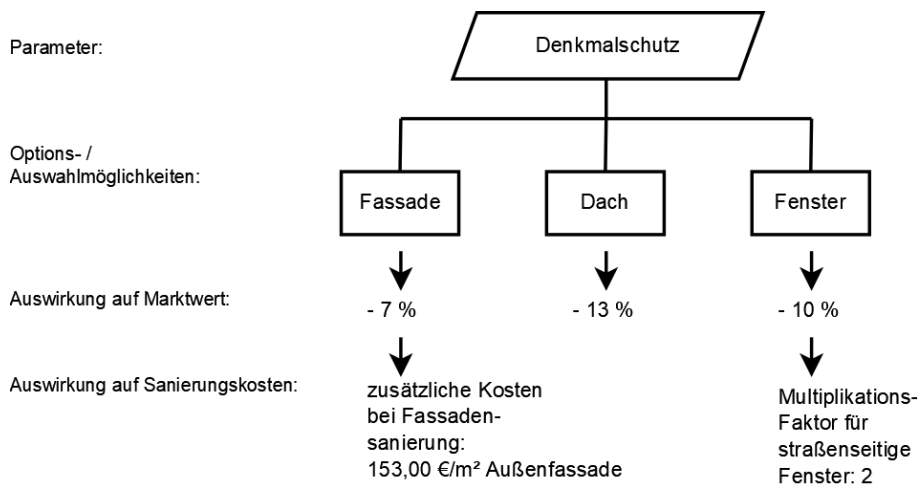 Parameter:
Denkmalschutz
Options- /
Auswahlmöglichkeiten:
Fassade
Dach
Fenster
Auswirkung auf Marktwert:
- 7 %
- 13 %
- 10 %
Auswirkung auf Sanierungskosten:
zusätzliche Kosten
bei Fassaden-
sanierung:
153,00 €/m² Außenfassade
Multiplikations-
Faktor für
straßenseitige
Fenster: 2